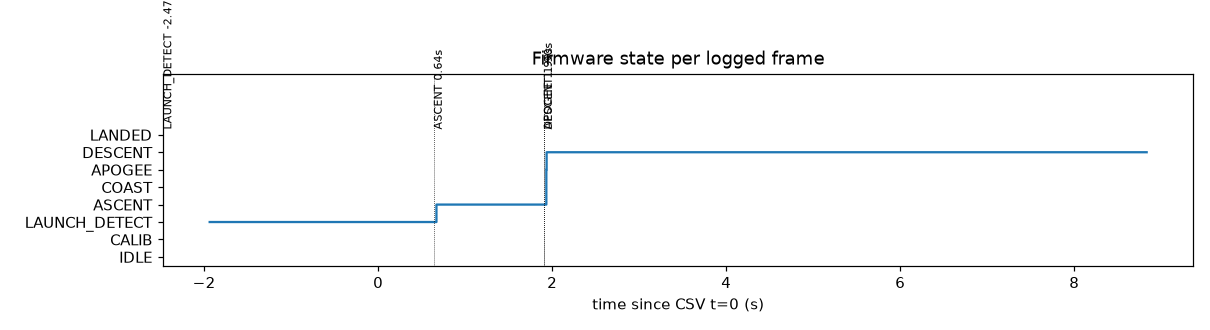 LAUNCH_DETECT -2.47
ASCENT 0.64s
Firmware state per logged frame
LANDED
DESCENT
APOGEE
COAST
ASCENT
LAUNCH_DETECT
CALIB
IDLE
−2 0 2 4 6 8
time since CSV t=0 (s)